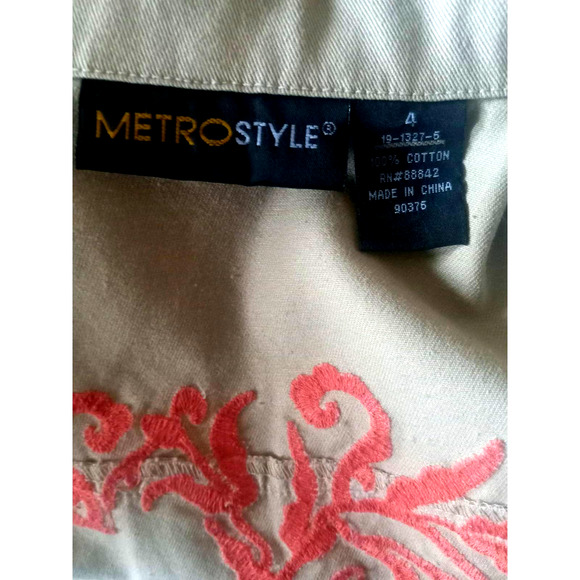 METROSTYLE®
4
19-1327-5
100% COTTON
RN#88842
MADE IN CHINA
90376